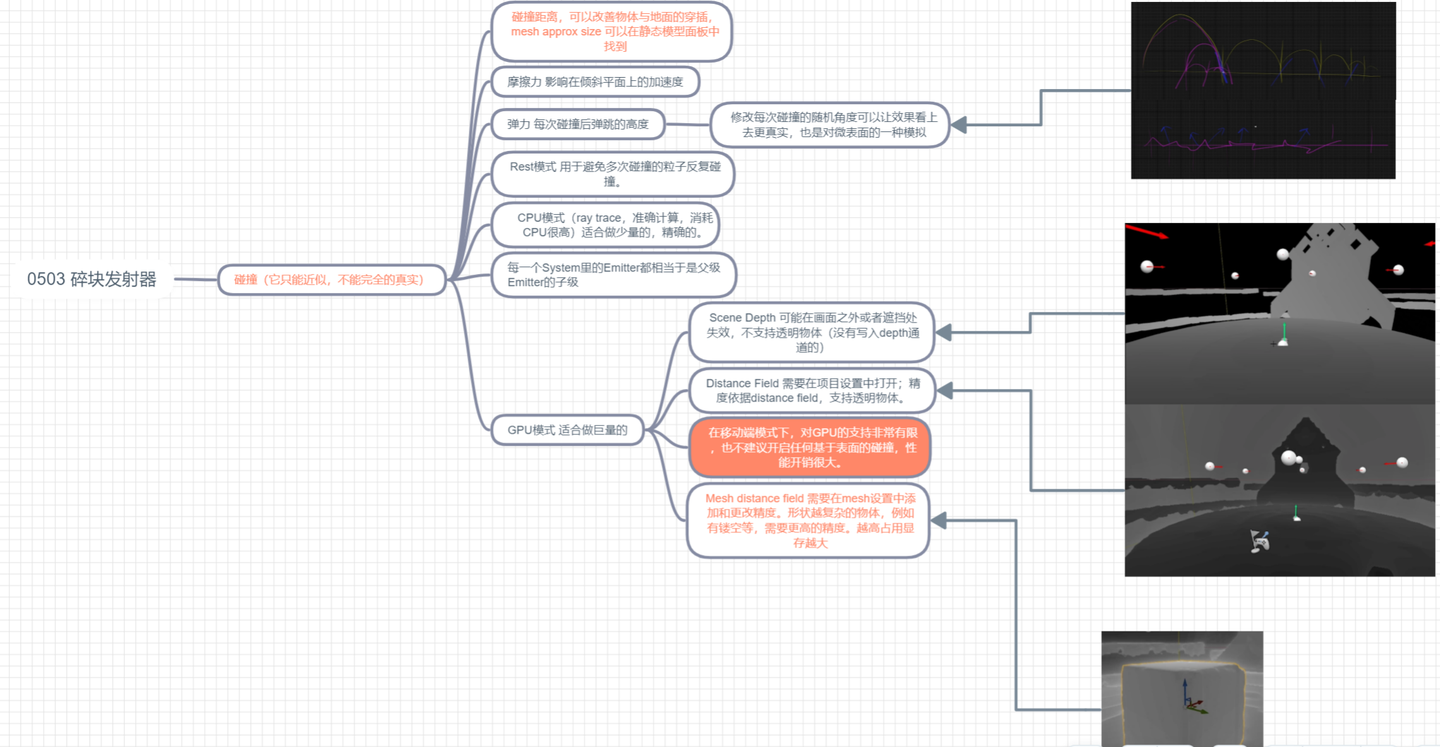 碰撞距离，可以改善物体与地面的穿插，
mesh approx size 可以在静态模型面板中
找到
摩擦力 影响在倾斜平面上的加速度
弹力 每次碰撞后弹跳的高度
修改每次碰撞的随机角度可以让效果看上
去更真实，也是对微表面的一种模拟
Rest模式 用于避免多次碰撞的粒子反复碰
撞。
CPU模式（ray trace，准确计算，消耗
CPU很高）适合做少量的，精确的。
0503 碎块发射器
碰撞（它只能近似，不能完全的真实）
每一个System里的Emitter都相当于是父级
Emitter的子级
Scene Depth 可能在画面之外或者遮挡处
失效，不支持透明物体（没有写入depth通
道的）
Distance Field 需要在项目设置中打开；精
度依据distance field，支持透明物体。
GPU模式 适合做巨量的
在移动端模式下，对GPU的支持非常有限
，也不建议开启任何基于表面的碰撞，性
能开销很大。
Mesh distance field 需要在mesh设置中添
加和更改精度。形状越复杂的物体，例如
有镂空等，需要更高的精度。越高占用显
存越大